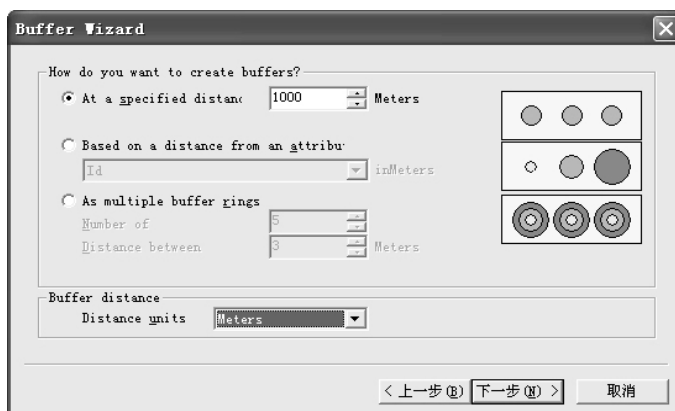 Buffer Wizard
How do you want to create buffers?
At a specified distanc 1000 Meters
Based on a distance from an attribu
Id inMeters
As multiple buffer rings
Number of 5
Distance between 3 Meters
Buffer distance
Distance units Meters
< 上一步(B) 下一步(N) > 取消